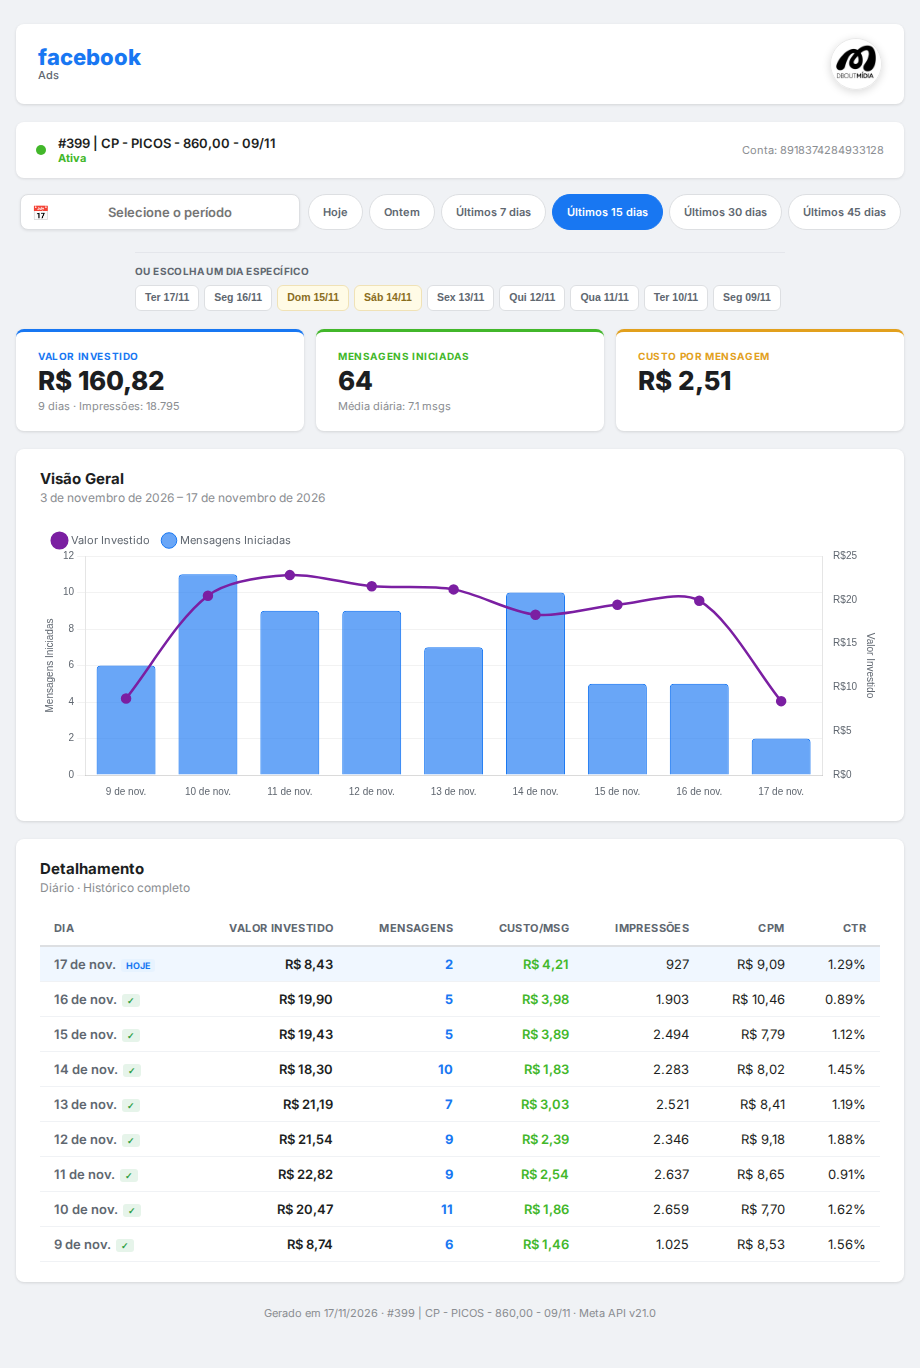 facebook
Ads
DBOUTMÍDIA
#399 | CP - PICOS - 860,00 - 09/11
Ativa
Conta: 8918374284933128
📅 Selecione o período Hoje Ontem Últimos 7 dias Últimos 15 dias Últimos 30 dias Últimos 45 dias
OU ESCOLHA UM DIA ESPECÍFICO
Ter 17/11 Seg 16/11 Dom 15/11 Sáb 14/11 Sex 13/11 Qui 12/11 Qua 11/11 Ter 10/11 Seg 09/11
VALOR INVESTIDO
R$ 160,82
9 dias · Impressões: 18.795
MENSAGENS INICIADAS
64
Média diária: 7.1 msgs
CUSTO POR MENSAGEM
R$ 2,51
Visão Geral
3 de novembro de 2026 – 17 de novembro de 2026
Valor Investido Mensagens Iniciadas
Mensagens Iniciadas
12
10
8
6
4
2
0
R$25
R$20
R$15
R$10
R$5
R$0
Valor Investido
9 de nov. 10 de nov. 11 de nov. 12 de nov. 13 de nov. 14 de nov. 15 de nov. 16 de nov. 17 de nov.
Detalhamento
Diário · Histórico completo
DIA VALOR INVESTIDO MENSAGENS CUSTO/MSG IMPRESSÕES CPM CTR
17 de nov. HOJE R$ 8,43 2 R$ 4,21 927 R$ 9,09 1.29%
16 de nov. ✓ R$ 19,90 5 R$ 3,98 1.903 R$ 10,46 0.89%
15 de nov. ✓ R$ 19,43 5 R$ 3,89 2.494 R$ 7,79 1.12%
14 de nov. ✓ R$ 18,30 10 R$ 1,83 2.283 R$ 8,02 1.45%
13 de nov. ✓ R$ 21,19 7 R$ 3,03 2.521 R$ 8,41 1.19%
12 de nov. ✓ R$ 21,54 9 R$ 2,39 2.346 R$ 9,18 1.88%
11 de nov. ✓ R$ 22,82 9 R$ 2,54 2.637 R$ 8,65 0.91%
10 de nov. ✓ R$ 20,47 11 R$ 1,86 2.659 R$ 7,70 1.62%
9 de nov. ✓ R$ 8,74 6 R$ 1,46 1.025 R$ 8,53 1.56%
Gerado em 17/11/2026 · #399 | CP - PICOS - 860,00 - 09/11 · Meta API v21.0